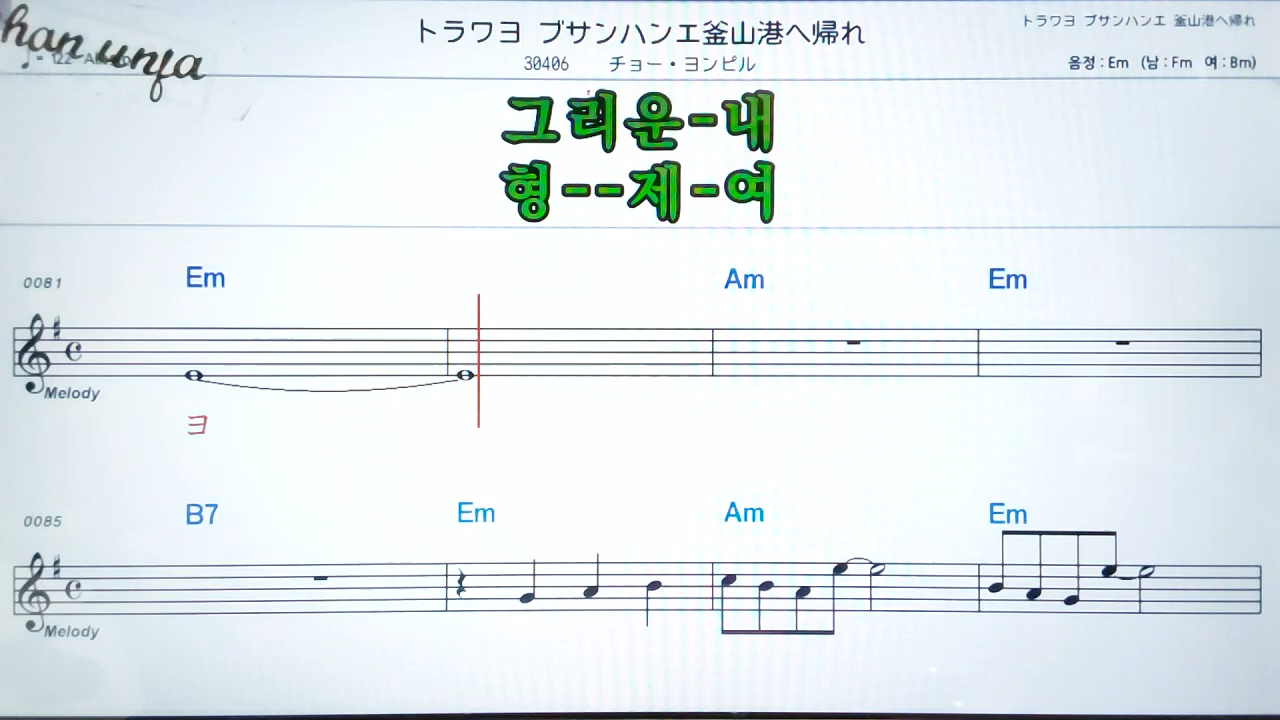 han unja
トラワヨ ブサンハンエ釜山港へ帰れ
トラワヨ ブサンハンエ 釜山港へ帰れ
30406 チョー・ヨンピル
음정:Em (남:Fm 여:Bm)
그리운-내
형--제-여
0081 Em Am Em
Melody
ヨ
0085 B7 Em Am Em
Melody